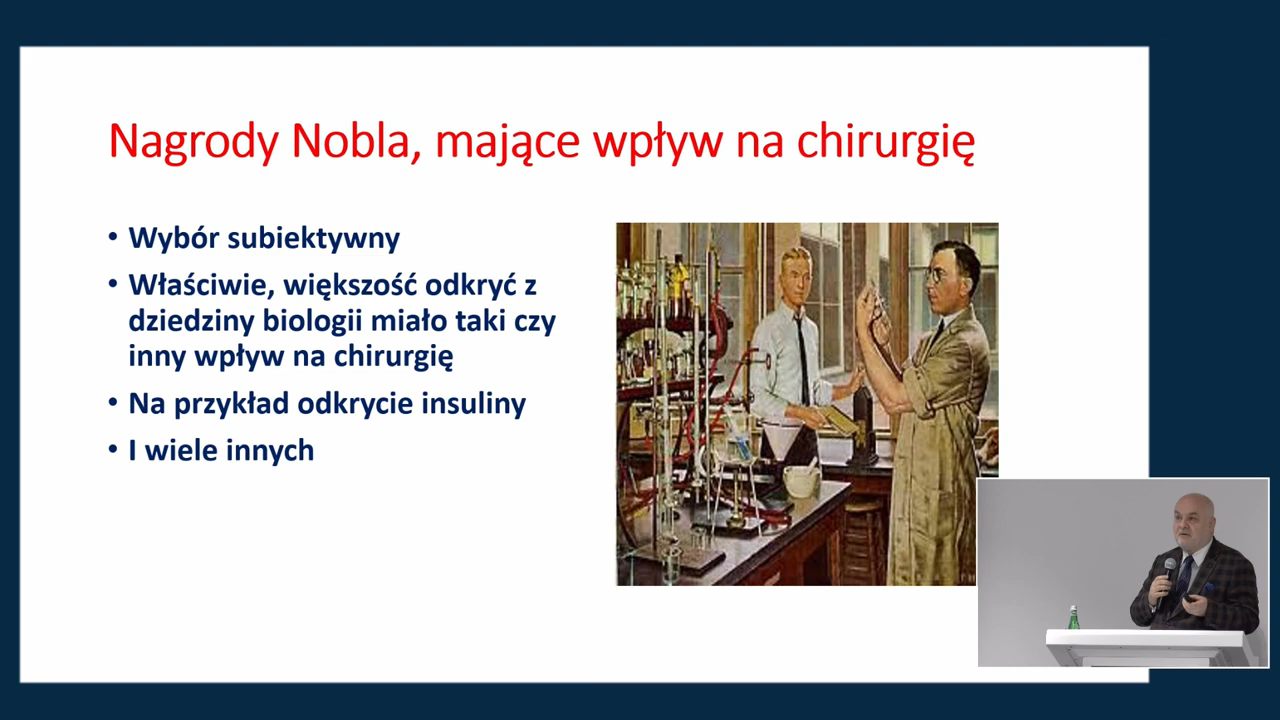 Nagrody Nobla, mające wpływ na chirurgię
• Wybór subiektywny
• Właściwie, większość odkryć z
dziedziny biologii miało taki czy
inny wpływ na chirurgię
• Na przykład odkrycie insuliny
• I wiele innych